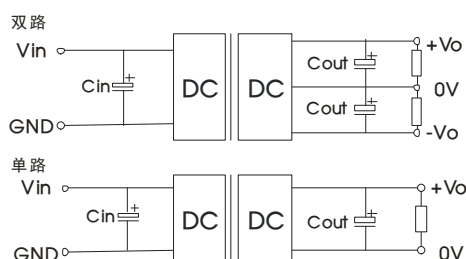 双路
Vin
+
Cin
GND
DC
DC
Cout
+
Cout
+
+Vo
0V
-Vo
单路
Vin
+
Cin
GND
DC
DC
Cout
+
+Vo
0V